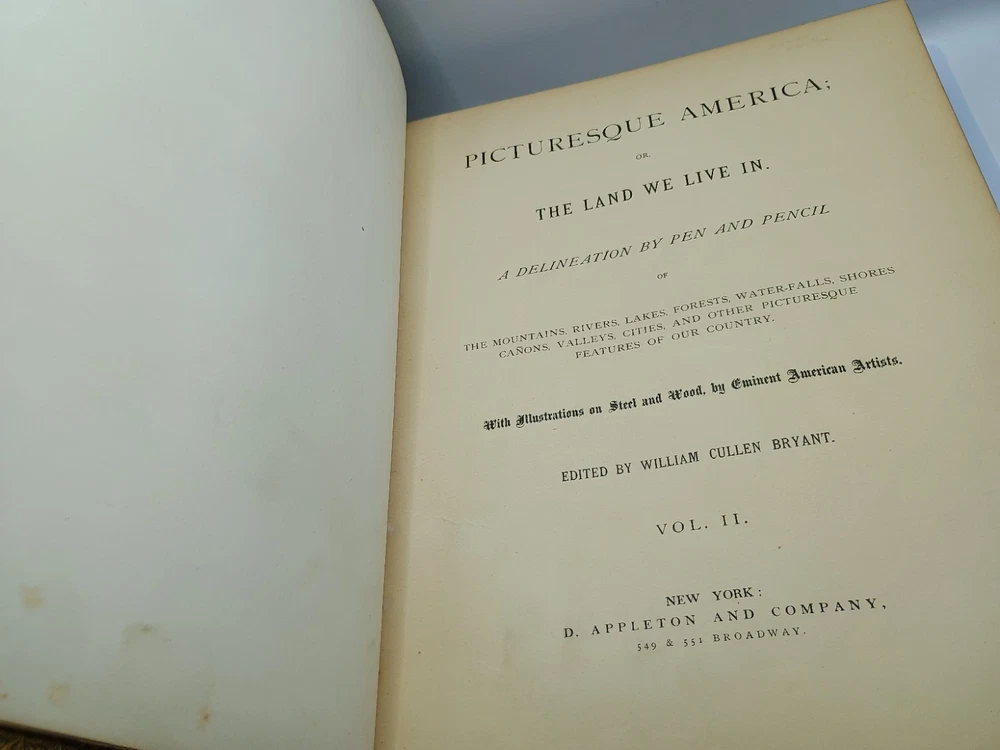 PICTURESQUE AMERICA;
OR,
THE LAND WE LIVE IN.
A DELINEATION BY PEN AND PENCIL
OF
THE MOUNTAINS, RIVERS, LAKES, FORESTS, WATER-FALLS, SHORES
CAÑONS, VALLEYS, CITIES, AND OTHER PICTURESQUE
FEATURES OF OUR COUNTRY.
With Illustrations on Steel and Wood, by Eminent American Artists.
EDITED BY WILLIAM CULLEN BRYANT.
VOL. II.
NEW YORK:
D. APPLETON AND COMPANY,
549 & 551 BROADWAY.